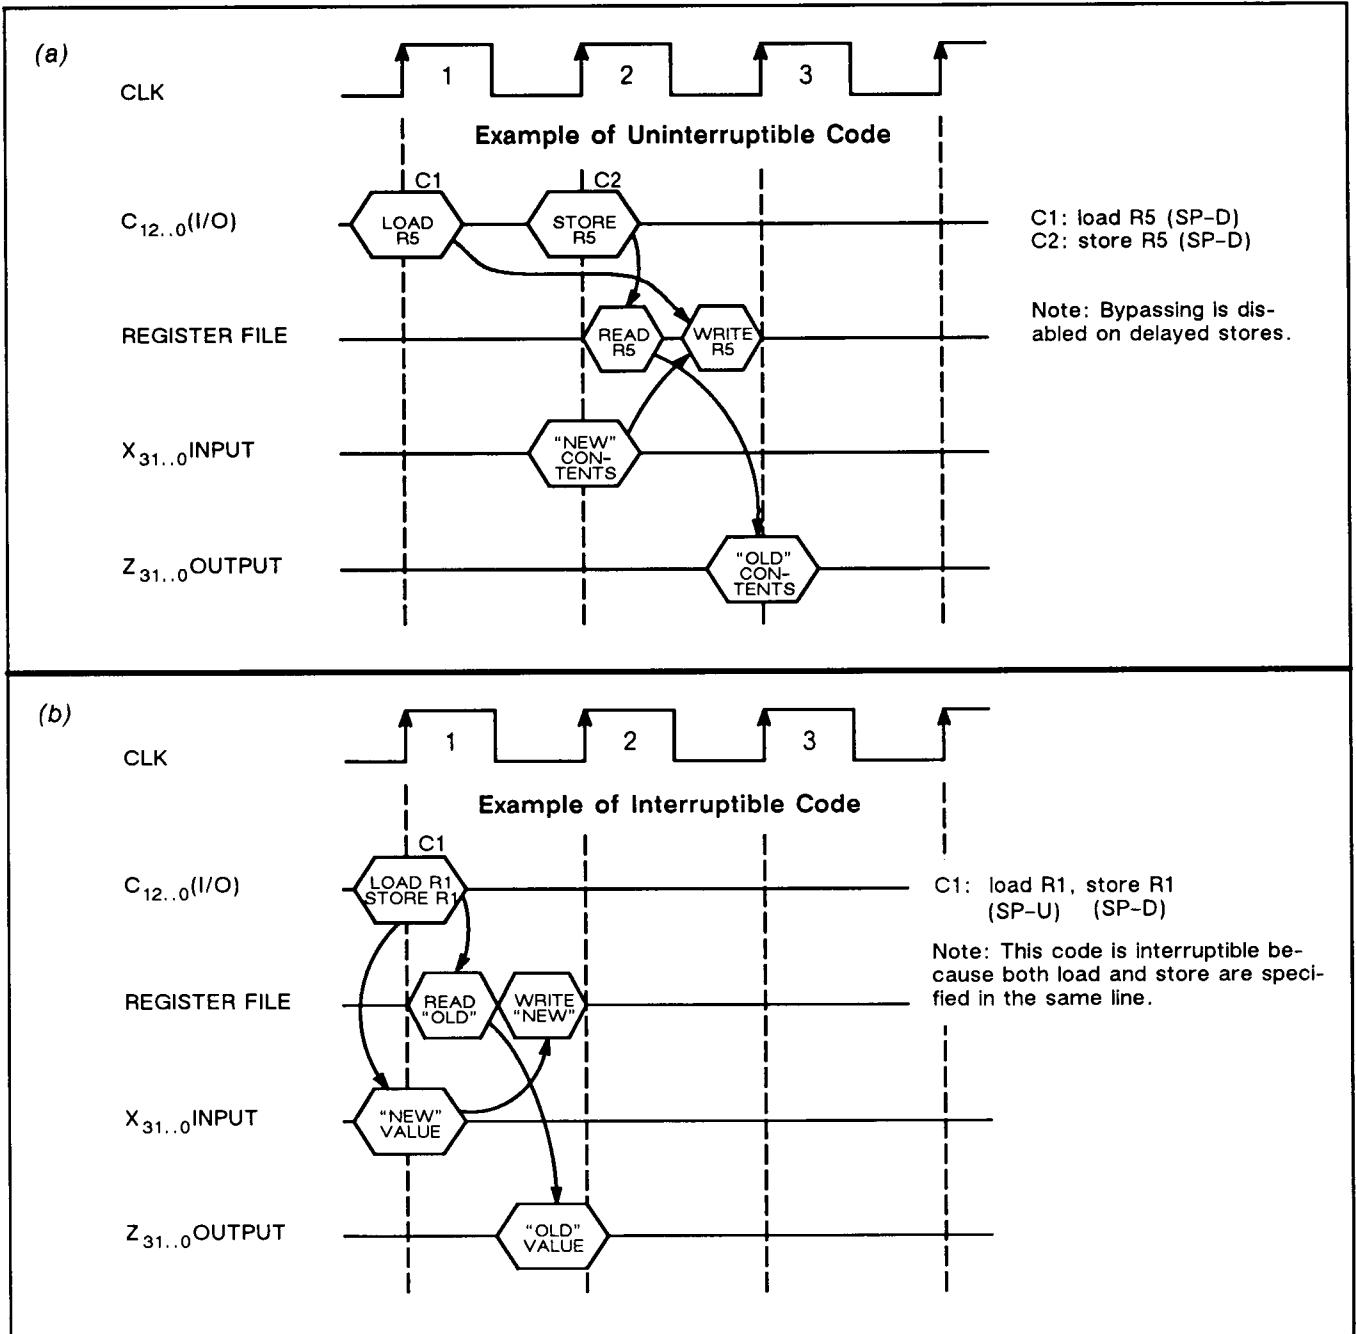 (a)
1 2 3
CLK
Example of Uninterruptible Code
C1 C2
C12..0(I/O)
LOAD
R5
STORE
R5
C1: load R5 (SP-D)
C2: store R5 (SP-D)
REGISTER FILE
READ
R5
WRITE
R5
Note: Bypassing is dis-
abled on delayed stores.
X31..0INPUT
"NEW"
CON-
TENTS
Z31..0OUTPUT
"OLD"
CON-
TENTS
(b)
1 2 3
CLK
Example of Interruptible Code
C1
C12..0(I/O)
LOAD R1
STORE R1
C1: load R1, store R1
(SP-U) (SP-D)
REGISTER FILE
READ
"OLD"
WRITE
"NEW"
Note: This code is interruptible be-
cause both load and store are speci-
fied in the same line.
X31..0INPUT
"NEW"
VALUE
Z31..0OUTPUT
"OLD"
VALUE